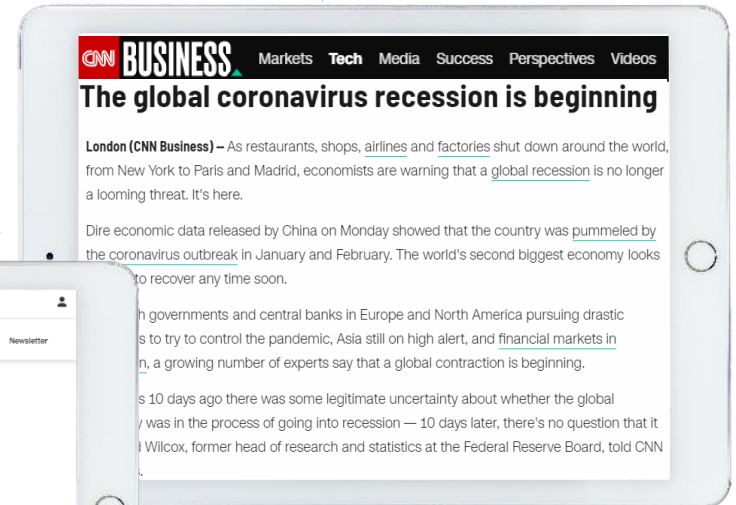 CNN BUSINESS Markets Tech Media Success Perspectives Videos
The global coronavirus recession is beginning
London (CNN Business) – As restaurants, shops, airlines and factories shut down around the world,
from New York to Paris and Madrid, economists are warning that a global recession is no longer
a looming threat. It's here.
Dire economic data released by China on Monday showed that the country was pummeled by
the coronavirus outbreak in January and February. The world's second biggest economy looks
to recover any time soon.
governments and central banks in Europe and North America pursuing drastic
to try to control the pandemic, Asia still on high alert, and financial markets in
, a growing number of experts say that a global contraction is beginning.
10 days ago there was some legitimate uncertainty about whether the global
was in the process of going into recession — 10 days later, there's no question that it
Wilcox, former head of research and statistics at the Federal Reserve Board, told CNN
Newsletter